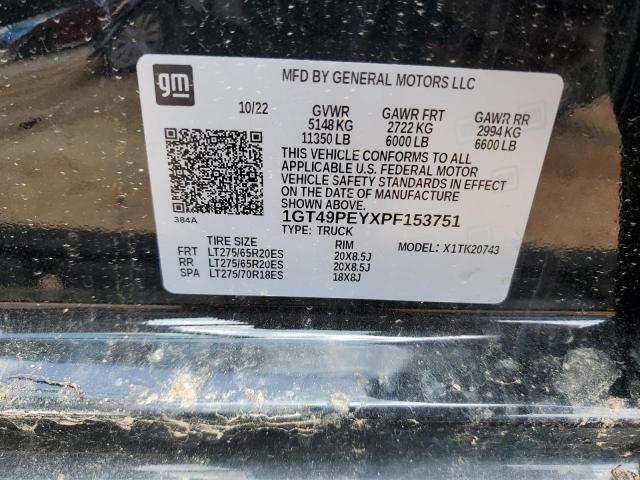 gm
MFD BY GENERAL MOTORS LLC
10/22 GVWR GAWR FRT GAWR RR
5148 KG 2722 KG 2994 KG
11350 LB 6000 LB 6600 LB
THIS VEHICLE CONFORMS TO ALL
APPLICABLE U.S. FEDERAL MOTOR
VEHICLE SAFETY STANDARDS IN EFFECT
ON THE DATE OF MANUFACTURE
SHOWN ABOVE.
384A
1GT49PEYXPF153751
TYPE: TRUCK
TIRE SIZE RIM MODEL: X1TK20743
FRT LT275/65R20ES 20X8.5J
RR LT275/65R20ES 20X8.5J
SPA LT275/70R18ES 18X8J